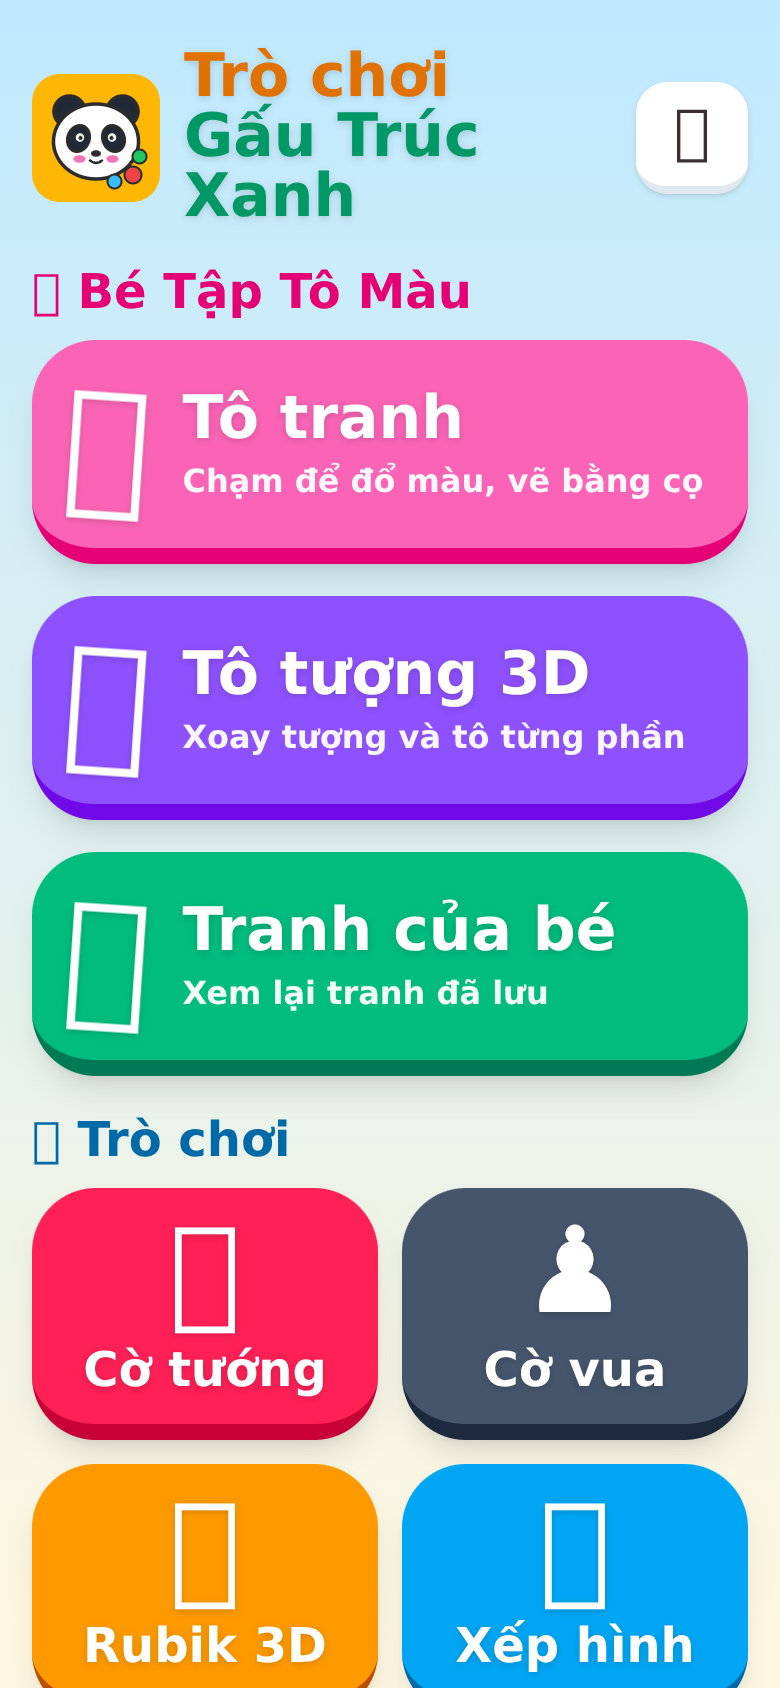 Trò chơi
Gấu Trúc
Xanh
Bé Tập Tô Màu
Tô tranh
Chạm để đổ màu, vẽ bằng cọ
Tô tượng 3D
Xoay tượng và tô từng phần
Tranh của bé
Xem lại tranh đã lưu
Trò chơi
Cờ tướng
Cờ vua
Rubik 3D
Xếp hình